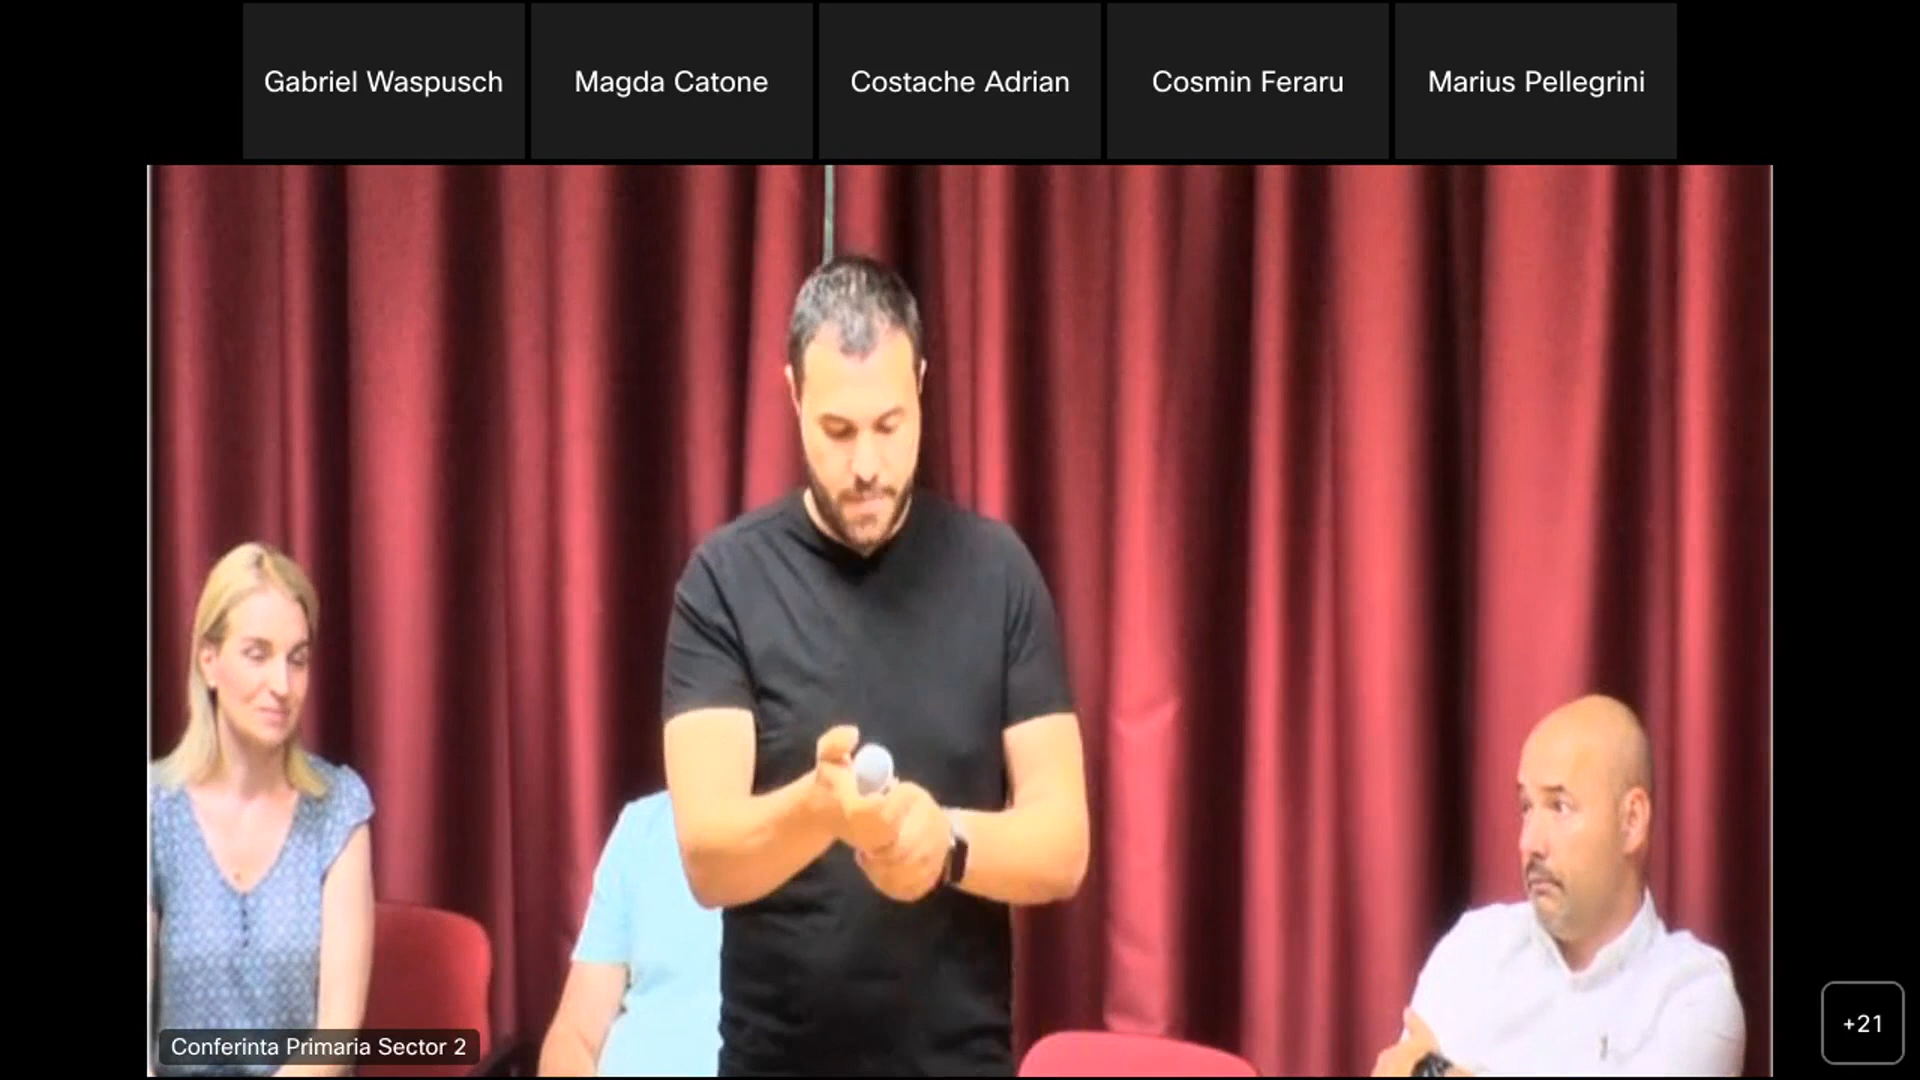 Gabriel Waspusch
Magda Catone
Costache Adrian
Cosmin Feraru
Marius Pellegrini
Conferinta Primaria Sector 2
+21